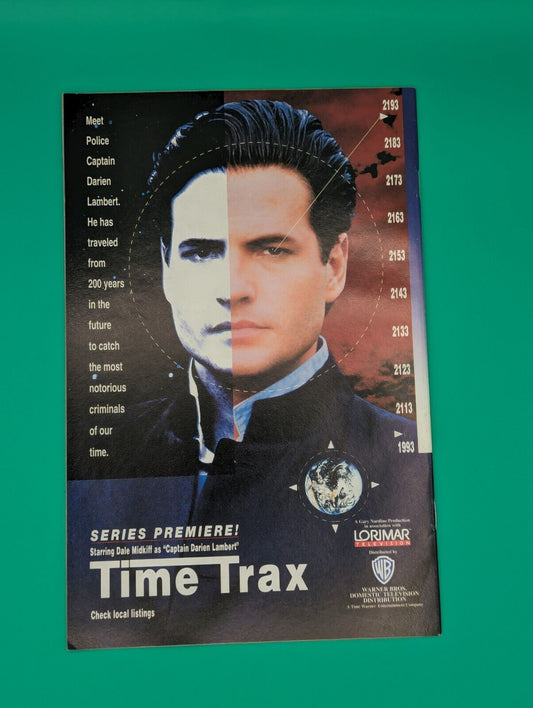 Meet
Police
Captain
Darien
Lambert.
He has
traveled
from
200 years
in the
future
to catch
the most
notorious
criminals
of our
time.
2193
2183
2173
2163
2153
2143
2133
2123
2113
1993
SERIES PREMIERE!
Starring Dale Midkiff as "Captain Darien Lambert"
Time Trax
Check local listings
A Gary Nardino Production
in association with
LORIMAR
TELEVISION
Distributed by
WB
WARNER BROS.
DOMESTIC TELEVISION
DISTRIBUTION
A Time Warner Entertainment Company